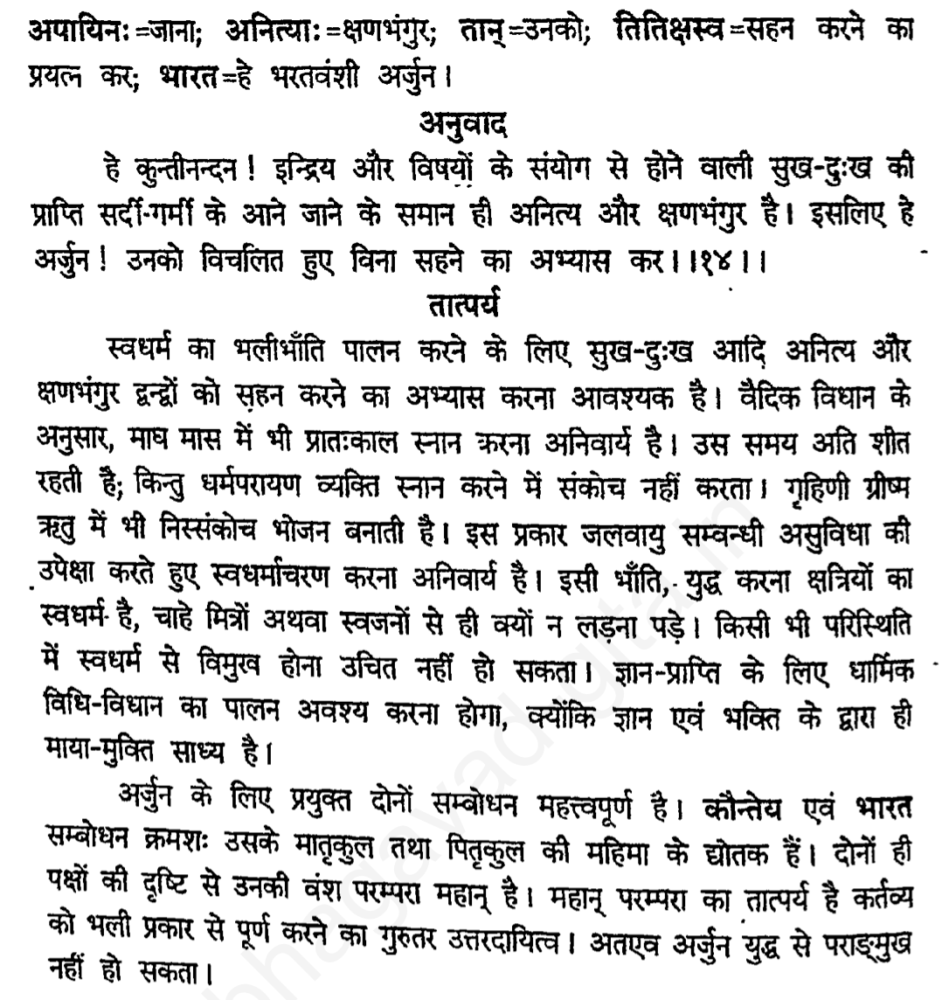 अपायिनः=जाना; अनित्याः=क्षणभंगुर; तान्=उनको; तितिक्षस्व=सहन करने का
प्रयत्न कर; भारत=हे भरतवंशी अर्जुन।
अनुवाद
हे कुन्तीनन्दन! इन्द्रिय और विषयों के संयोग से होने वाली सुख-दुःख की
प्राप्ति सर्दी-गर्मी के आने जाने के समान ही अनित्य और क्षणभंगुर है। इसलिए हे
अर्जुन! उनको विचलित हुए विना सहने का अभ्यास कर।।१४।।
तात्पर्य
स्वधर्म का भलीभाँति पालन करने के लिए सुख-दुःख आदि अनित्य और
क्षणभंगुर द्वन्द्वों को सहन करने का अभ्यास करना आवश्यक है। वैदिक विधान के
अनुसार, माघ मास में भी प्रातःकाल स्नान करना अनिवार्य है। उस समय अति शीत
रहती है; किन्तु धर्मपरायण व्यक्ति स्नान करने में संकोच नहीं करता। गृहिणी ग्रीष्म
ऋतु में भी निस्संकोच भोजन बनाती है। इस प्रकार जलवायु सम्वन्धी असुविधा की
उपेक्षा करते हुए स्वधर्माचरण करना अनिवार्य है। इसी भाँति, युद्ध करना क्षत्रियों का
स्वधर्म है, चाहे मित्रों अथवा स्वजनों से ही क्यों न लड़ना पड़े। किसी भी परिस्थिति
में स्वधर्म से विमुख होना उचित नहीं हो सकता। ज्ञान-प्राप्ति के लिए धार्मिक
विधि-विधान का पालन अवश्य करना होगा, क्योंकि ज्ञान एवं भक्ति के द्वारा ही
माया-मुक्ति साध्य है।
अर्जुन के लिए प्रयुक्त दोनों सम्वोधन महत्त्वपूर्ण है। कौन्तेय एवं भारत
सम्बोधन क्रमशः उसके मातृकुल तथा पितृकुल की महिमा के द्योतक हैं। दोनों ही
पक्षों की दृष्टि से उनकी वंश परम्परा महान् है। महान् परम्परा का तात्पर्य है कर्तव्य
को भली प्रकार से पूर्ण करने का गुरुतर उत्तरदायित्व। अतएव अर्जुन युद्ध से पराङ्मुख
नहीं हो सकता।
bhagavad-gita.in